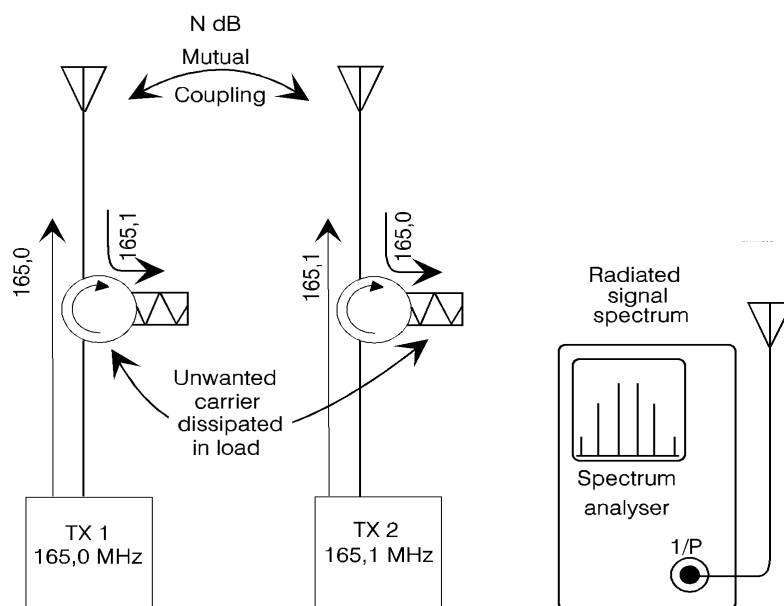 N dB
Mutual
Coupling
165,0
165,1
165,1
165,0
Unwanted
carrier
dissipated
in load
TX 1
165,0 MHz
TX 2
165,1 MHz
Radiated
signal
spectrum
Spectrum
analyser
1/P